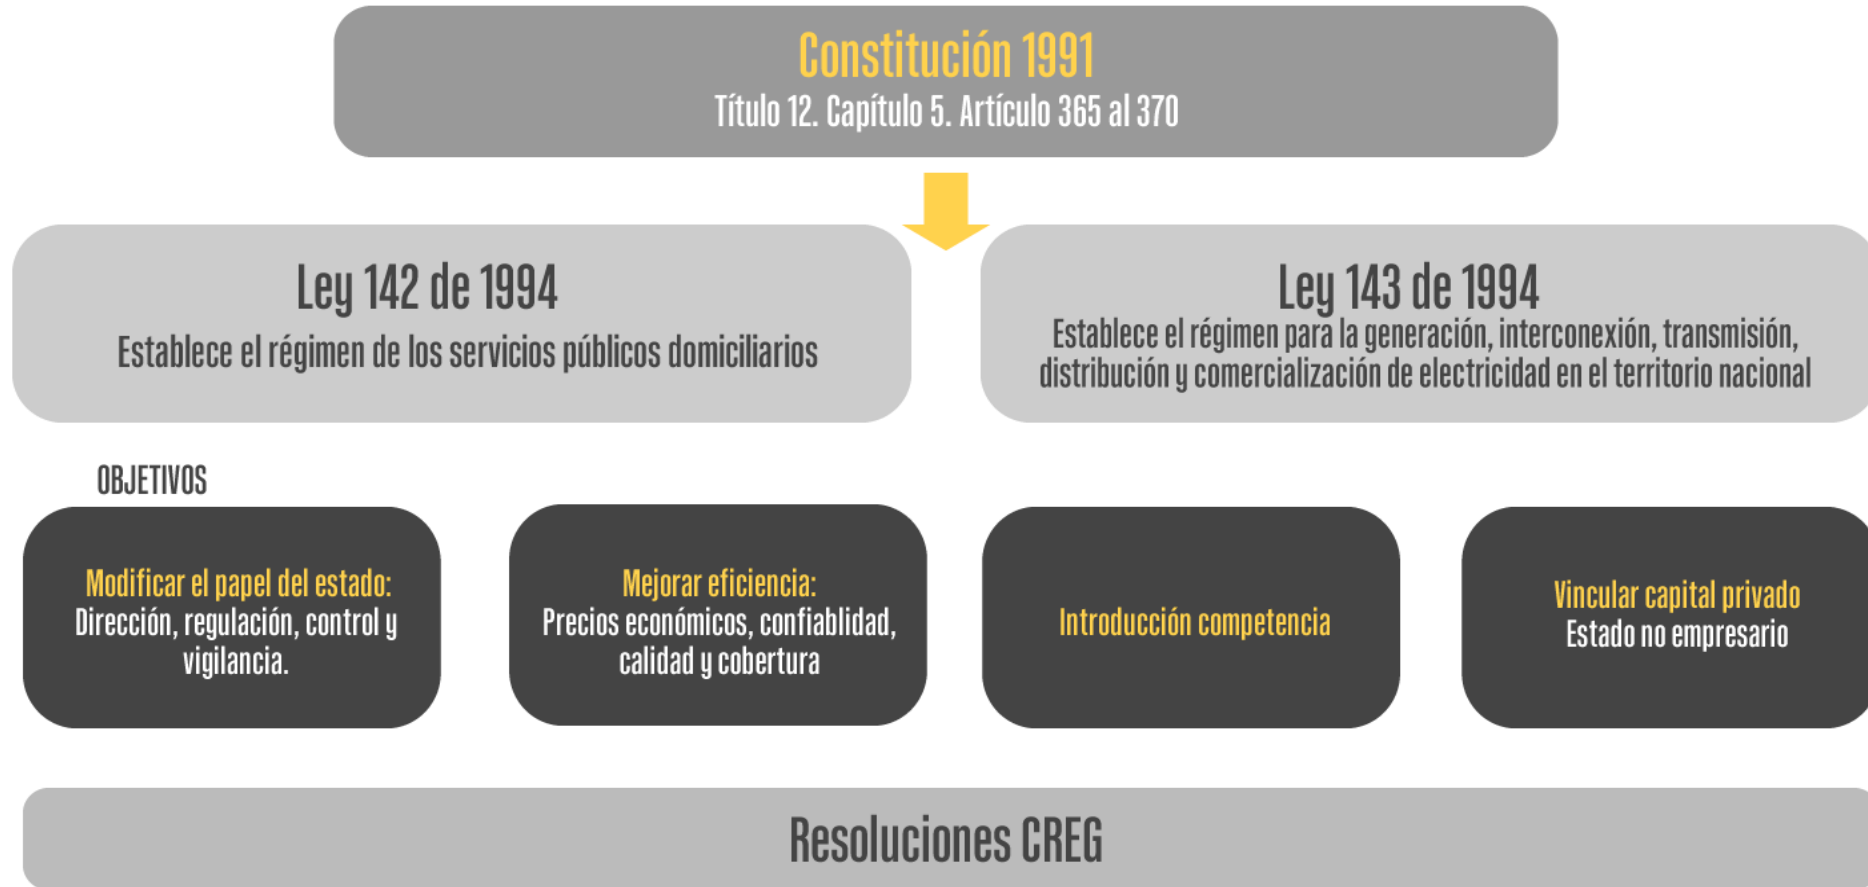 Constitución 1991
Título 12. Capítulo 5. Artículo 365 al 370
Ley 142 de 1994
Establece el régimen de los servicios públicos domiciliarios
Ley 143 de 1994
Establece el régimen para la generación, interconexión, transmisión,
distribución y comercialización de electricidad en el territorio nacional
OBJETIVOS
Modificar el papel del estado:
Dirección, regulación, control y
vigilancia.
Mejorar eficiencia:
Precios económicos, confiablidad,
calidad y cobertura
Introducción competencia
Vincular capital privado
Estado no empresario
Resoluciones CREG